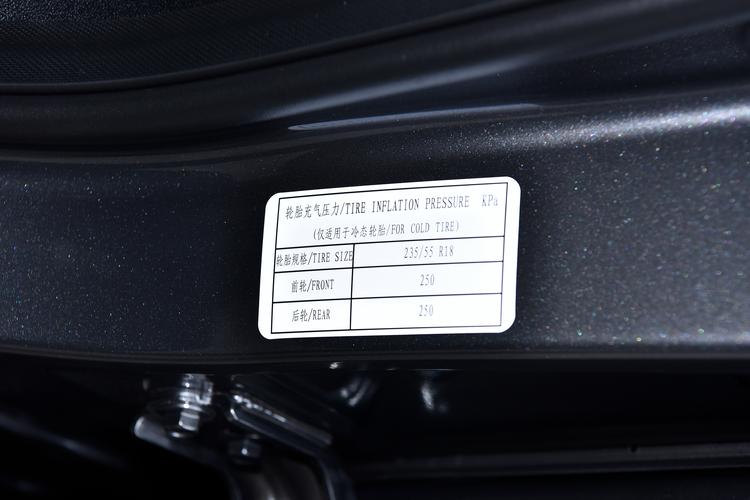 轮胎充气压力/TIRE INFLATION PRESSURE KPa
(仅适用于冷态轮胎/FOR COLD TIRE)
轮胎规格/TIRE SIZE 235/55 R18
前轮/FRONT 250
后轮/REAR 250